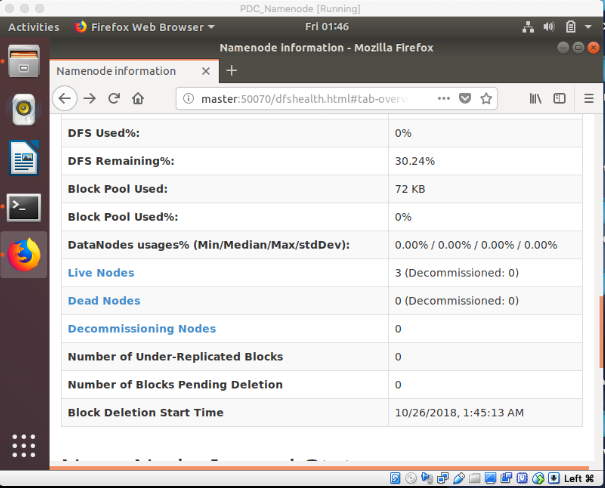 PDC_Namenode [Running]
Activities Firefox Web Browser Fri 01:46
Namenode information - Mozilla Firefox
Namenode information
master:50070/dfshealth.html#tab-over
DFS Used%: 0%
DFS Remaining%: 30.24%
Block Pool Used: 72 KB
Block Pool Used%: 0%
DataNodes usages% (Min/Median/Max/stdDev): 0.00% / 0.00% / 0.00% / 0.00%
Live Nodes 3 (Decommissioned: 0)
Dead Nodes 0 (Decommissioned: 0)
Decommissioning Nodes 0
Number of Under-Replicated Blocks 0
Number of Blocks Pending Deletion 0
Block Deletion Start Time 10/26/2018, 1:45:13 AM
Left ⌘